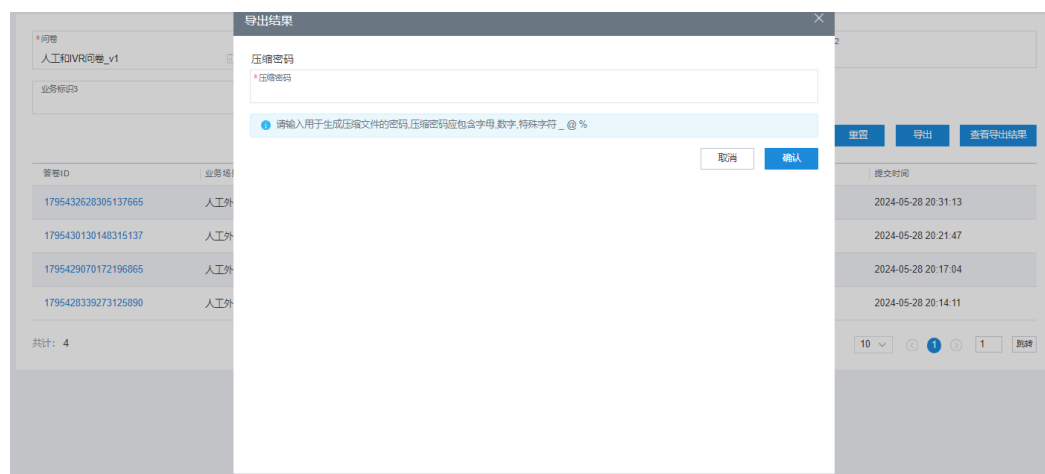 导出结果
*问卷
人工和IVR问卷_v1
2
业务标识3
压缩密码
*压缩密码
请输入用于生成压缩文件的密码,压缩密码应包含字母,数字,特殊字符 _ @ %
取消 确认
重置 导出 查看导出结果
答卷ID 业务场 提交时间
1795432628305137665 人工外 2024-05-28 20:31:13
1795430130148315137 人工外 2024-05-28 20:21:47
1795429070172196865 人工外 2024-05-28 20:17:04
1795428339273125890 人工外 2024-05-28 20:14:11
共计: 4 10 1 1 跳转